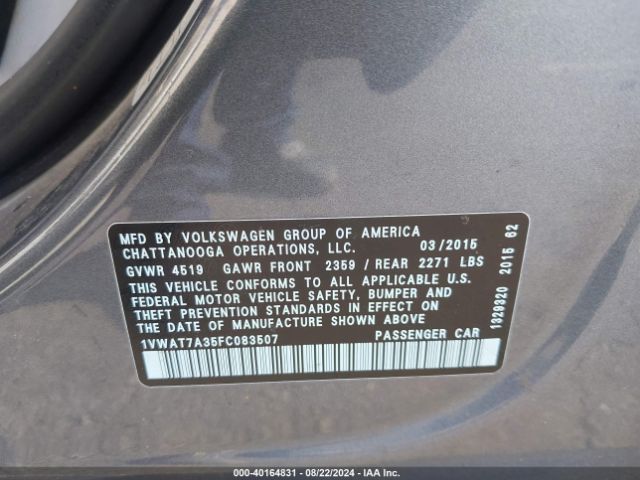 MFD BY VOLKSWAGEN GROUP OF AMERICA
CHATTANOOGA OPERATIONS, LLC. 03/2015
GVWR 4519 GAWR FRONT 2359 / REAR 2271 LBS
THIS VEHICLE CONFORMS TO ALL APPLICABLE U.S.
FEDERAL MOTOR VEHICLE SAFETY, BUMPER AND
THEFT PREVENTION STANDARDS IN EFFECT ON
THE DATE OF MANUFACTURE SHOWN ABOVE
1VWAT7A35FC083507 PASSENGER CAR
1329320 2015 62
000-40164831 - 08/22/2024 - IAA Inc.